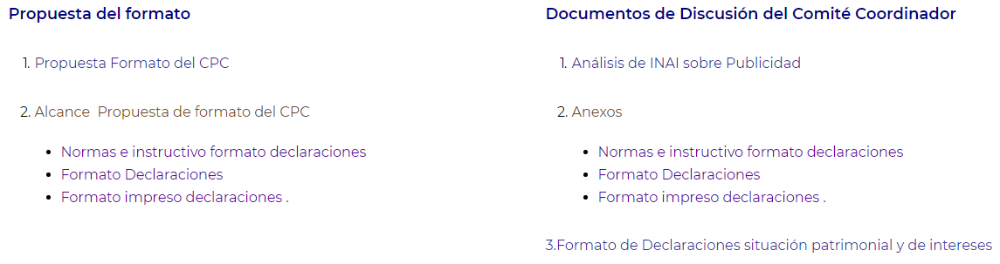 Propuesta del formato
1. Propuesta Formato del CPC
2. Alcance  Propuesta de formato del CPC
• Normas e instructivo formato declaraciones
• Formato Declaraciones
• Formato impreso declaraciones .
Documentos de Discusión del Comité Coordinador
1. Análisis de INAI sobre Publicidad
2. Anexos
• Normas e instructivo formato declaraciones
• Formato Declaraciones
• Formato impreso declaraciones .
3.Formato de Declaraciones situación patrimonial y de intereses